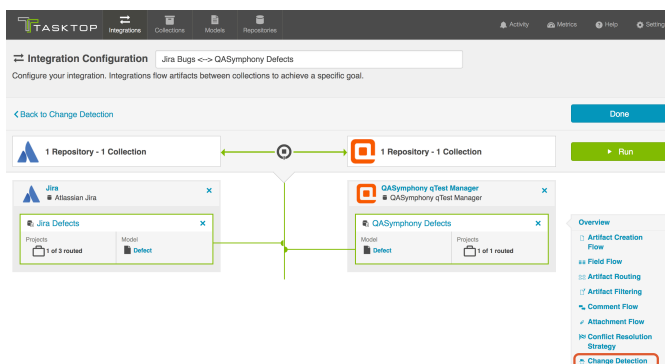 TASKTOP
Integrations
Collections
Models
Repositories
Activity
Metrics
Help
Setting
Integration Configuration
Jira Bugs <--> QASymphony Defects
Configure your integration. Integrations flow artifacts between collections to achieve a specific goal.
Back to Change Detection
Done
1 Repository - 1 Collection
1 Repository - 1 Collection
Run
Jira
Atlassian Jira
QASymphony qTest Manager
QASymphony qTest Manager
Jira Defects
Projects
1 of 3 routed
Model
Defect
QASymphony Defects
Model
Defect
Projects
1 of 1 routed
Overview
Artifact Creation
Flow
Field Flow
Artifact Routing
Artifact Filtering
Comment Flow
Attachment Flow
Conflict Resolution
Strategy
Change Detection